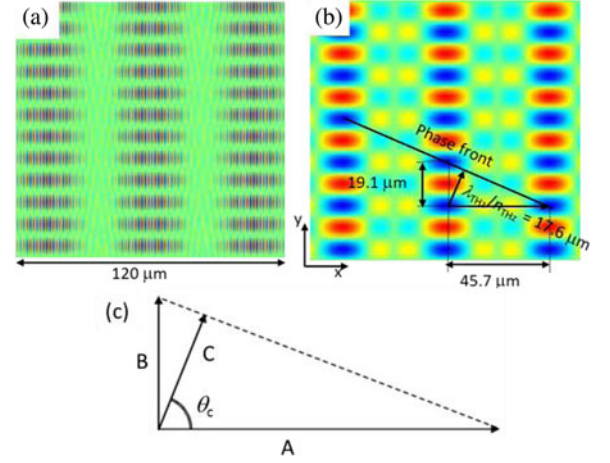 (a)
120 μm
(b)
Phase front
19.1 μm
λTHz/nTHz = 17.6 μm
y
x
45.7 μm
(c)
B
C
θc
A